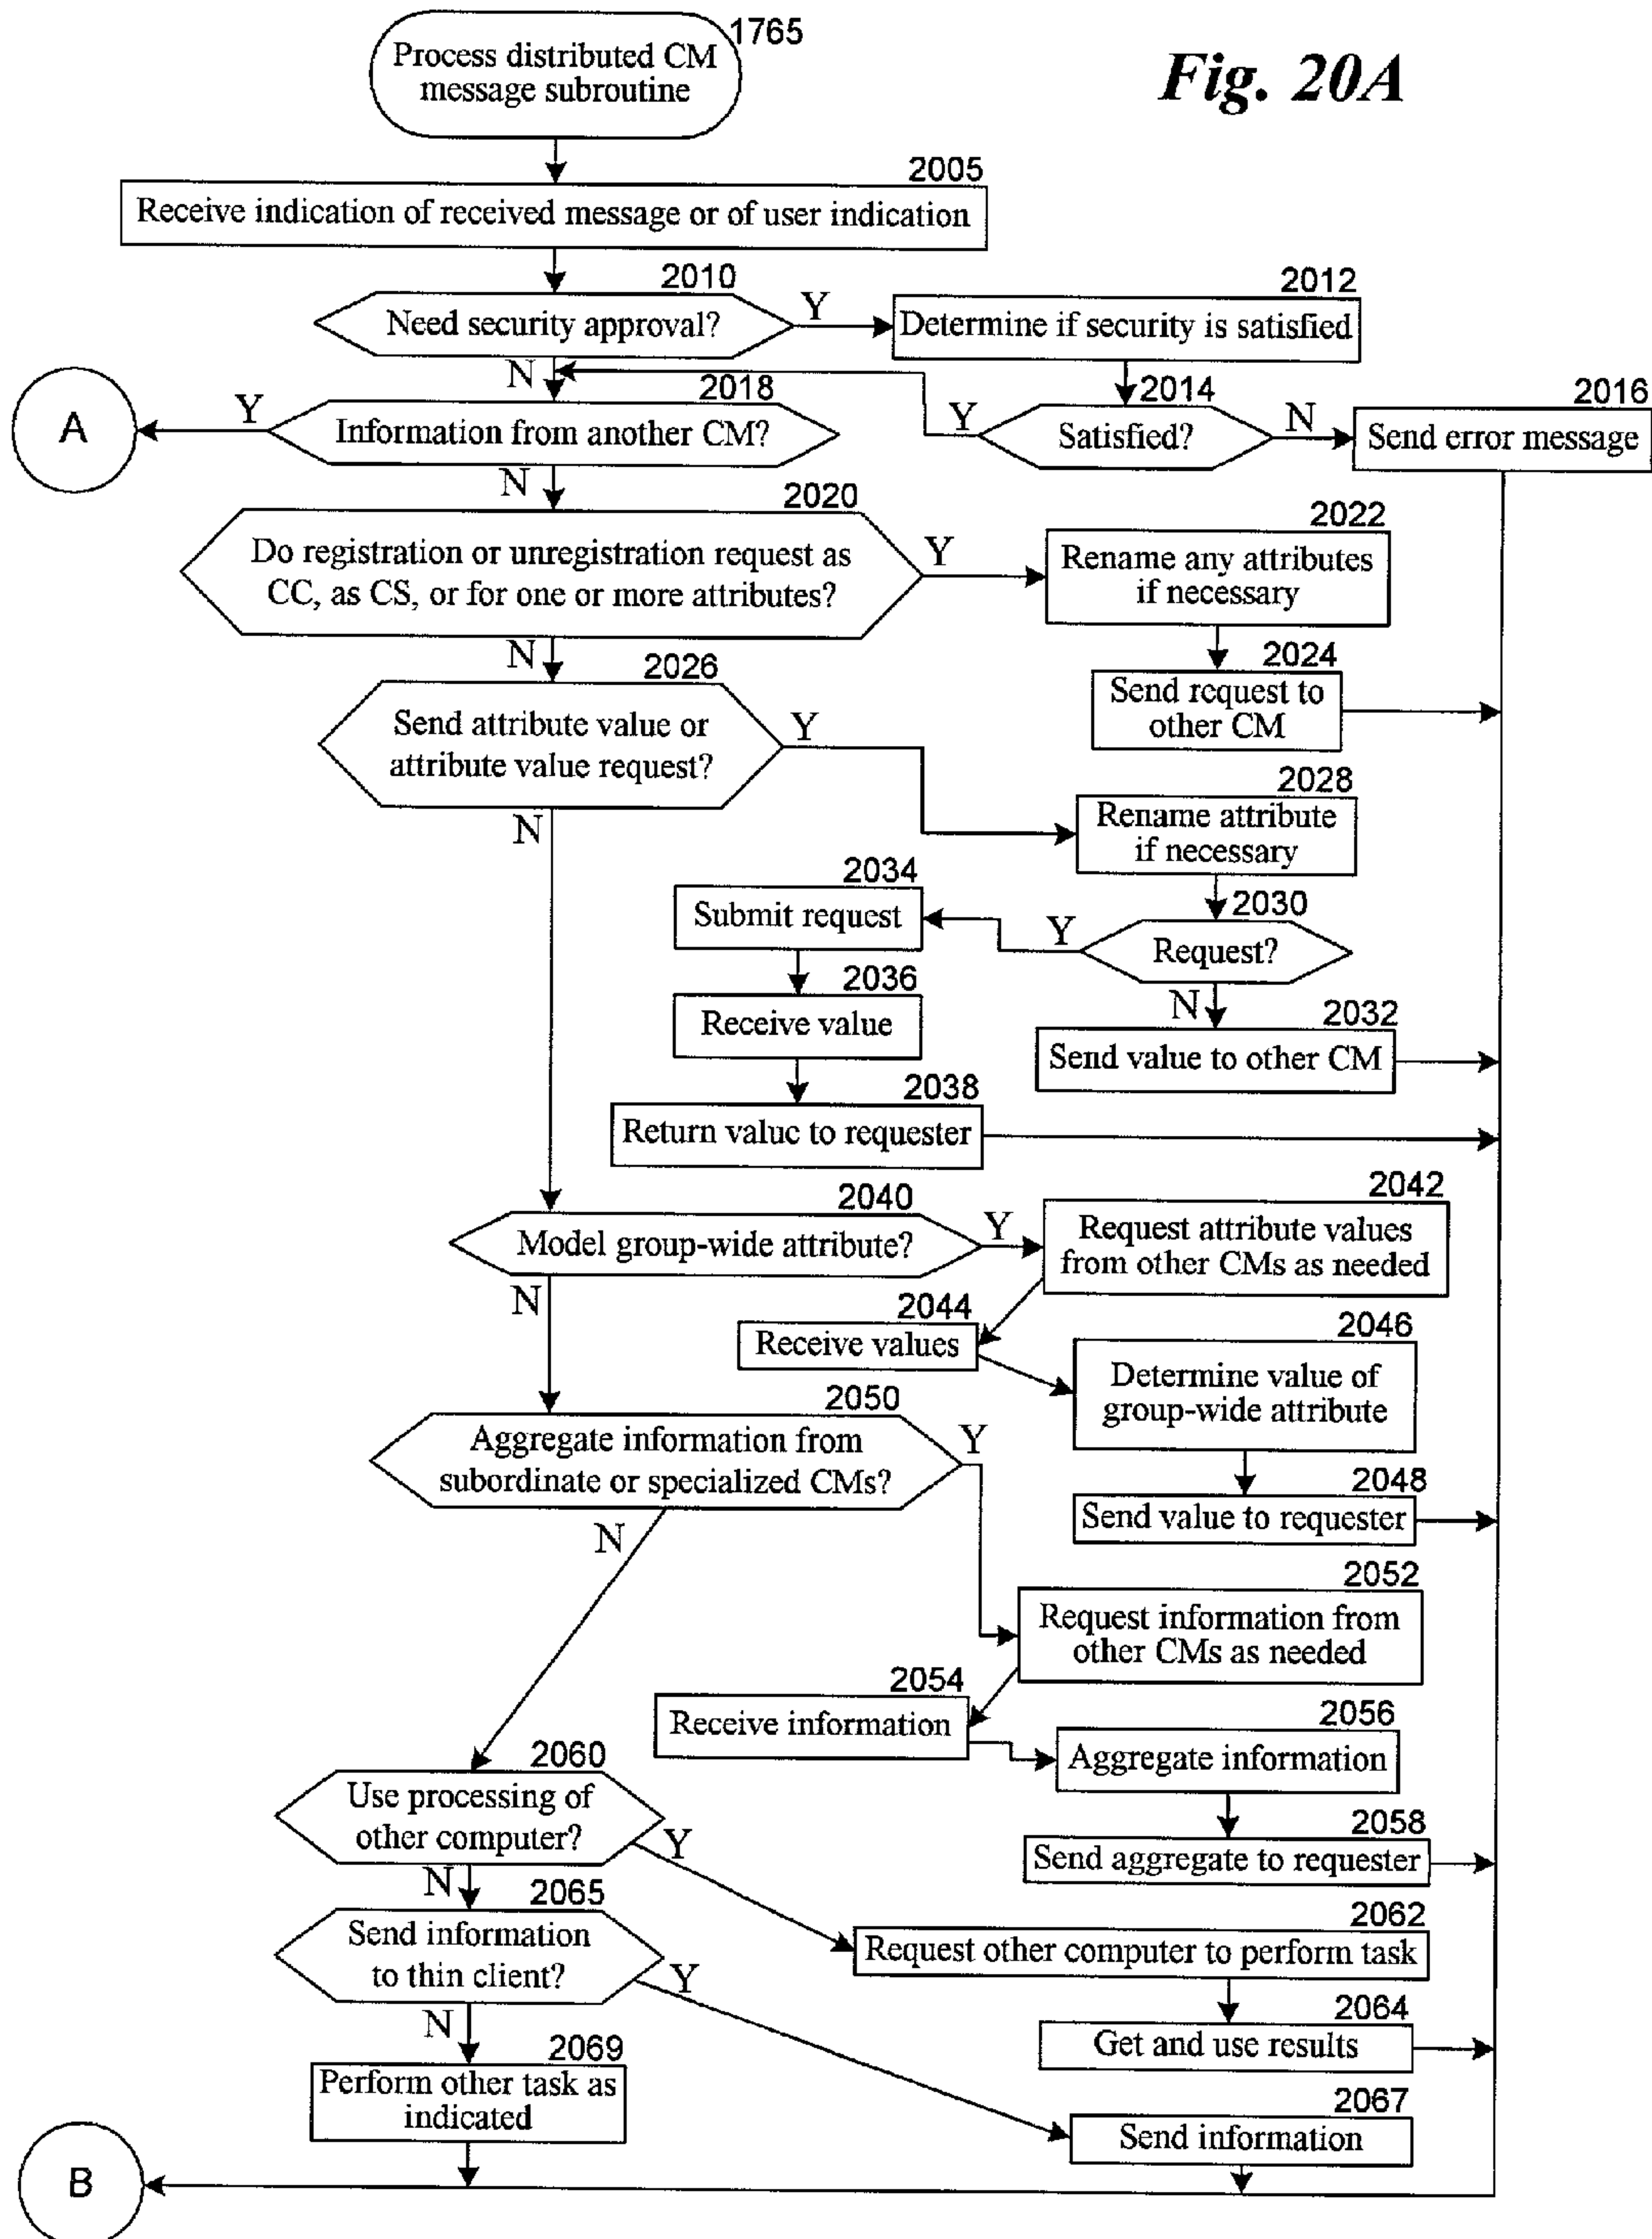 Process distributed CM
message subroutine
1765
Fig. 20A
2005
Receive indication of received message or of user indication
2010
Need security approval?
Y
2012
Determine if security is satisfied
N
A
Y
2018
Information from another CM?
Y
2014
Satisfied?
N
2016
Send error message
N
2020
Do registration or unregistration request as
CC, as CS, or for one or more attributes?
Y
2022
Rename any attributes
if necessary
2024
Send request to
other CM
N
2026
Send attribute value or
attribute value request?
Y
2028
Rename attribute
if necessary
N
2034
Submit request
Y
2030
Request?
2036
Receive value
N
2032
Send value to other CM
2038
Return value to requester
2040
Model group-wide attribute?
Y
2042
Request attribute values
from other CMs as needed
N
2044
Receive values
2046
Determine value of
group-wide attribute
2048
Send value to requester
2050
Aggregate information from
subordinate or specialized CMs?
Y
N
2052
Request information from
other CMs as needed
2054
Receive information
2056
Aggregate information
2058
Send aggregate to requester
2060
Use processing of
other computer?
Y
N
2062
Request other computer to perform task
2064
Get and use results
2065
Send information
to thin client?
Y
N
2067
Send information
2069
Perform other task as
indicated
B